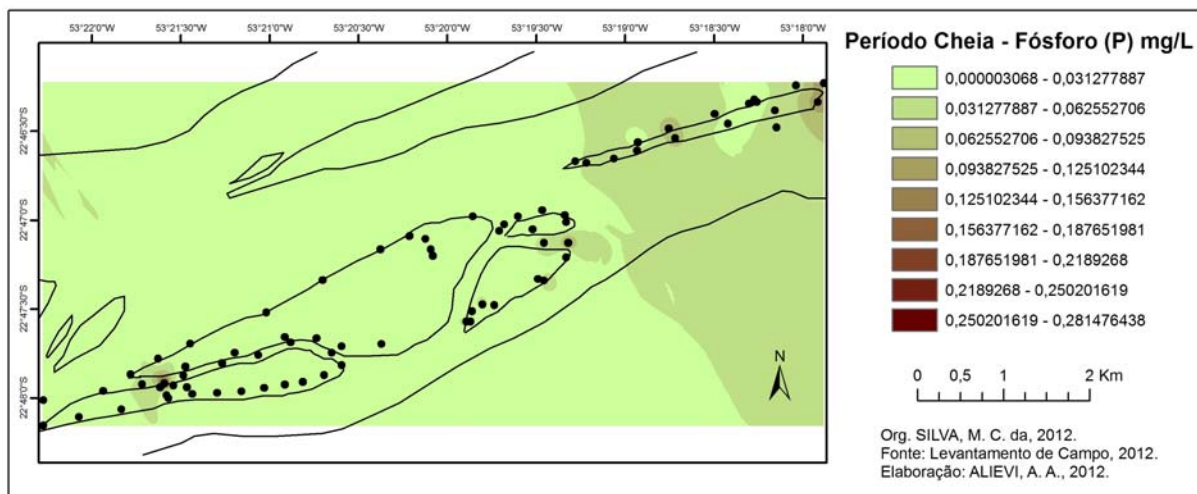 53°22'0"W 53°21'30"W 53°21'0"W 53°20'30"W 53°20'0"W 53°19'30"W 53°19'0"W 53°18'30"W 53°18'0"W
22°46'30"S
22°47'0"S
22°47'30"S
22°48'0"S
N
Período Cheia - Fósforo (P) mg/L
0,000003068 - 0,031277887
0,031277887 - 0,062552706
0,062552706 - 0,093827525
0,093827525 - 0,125102344
0,125102344 - 0,156377162
0,156377162 - 0,187651981
0,187651981 - 0,2189268
0,2189268 - 0,250201619
0,250201619 - 0,281476438
0 0,5 1 2 Km
Org. SILVA, M. C. da, 2012.
Fonte: Levantamento de Campo, 2012.
Elaboração: ALIEVI, A. A., 2012.